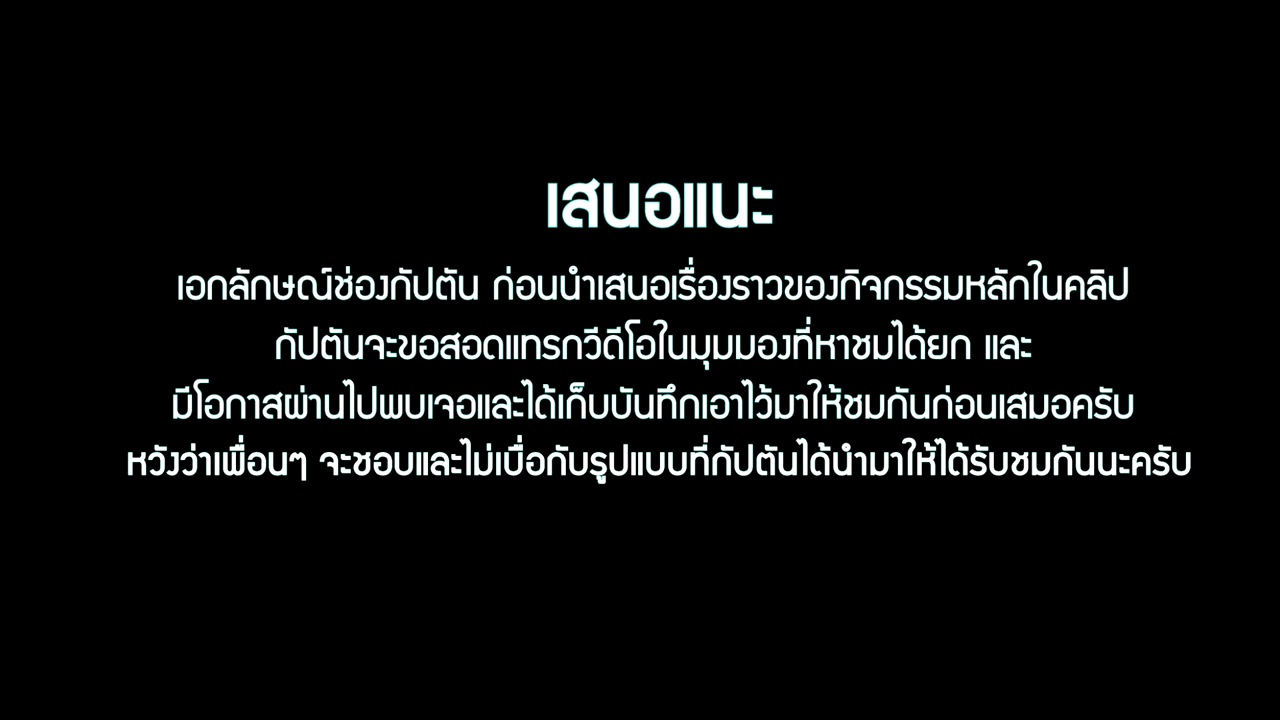 เสนอแนะ
เอกลักษณ์ช่องกัปตัน ก่อนนำเสนอเรื่องราวของกิจกรรมหลักในคลิป
กัปตันจะขอสอดแทรกวีดีโอในมุมมองที่หาชมได้ยก และ
มีโอกาสผ่านไปพบเจอและได้เก็บบันทึกเอาไว้มาให้ชมกันก่อนเสมอครับ
หวังว่าเพื่อนๆ จะชอบและไม่เบื่อกับรูปแบบที่กัปตันได้นำมาให้ได้รับชมกันนะครับ